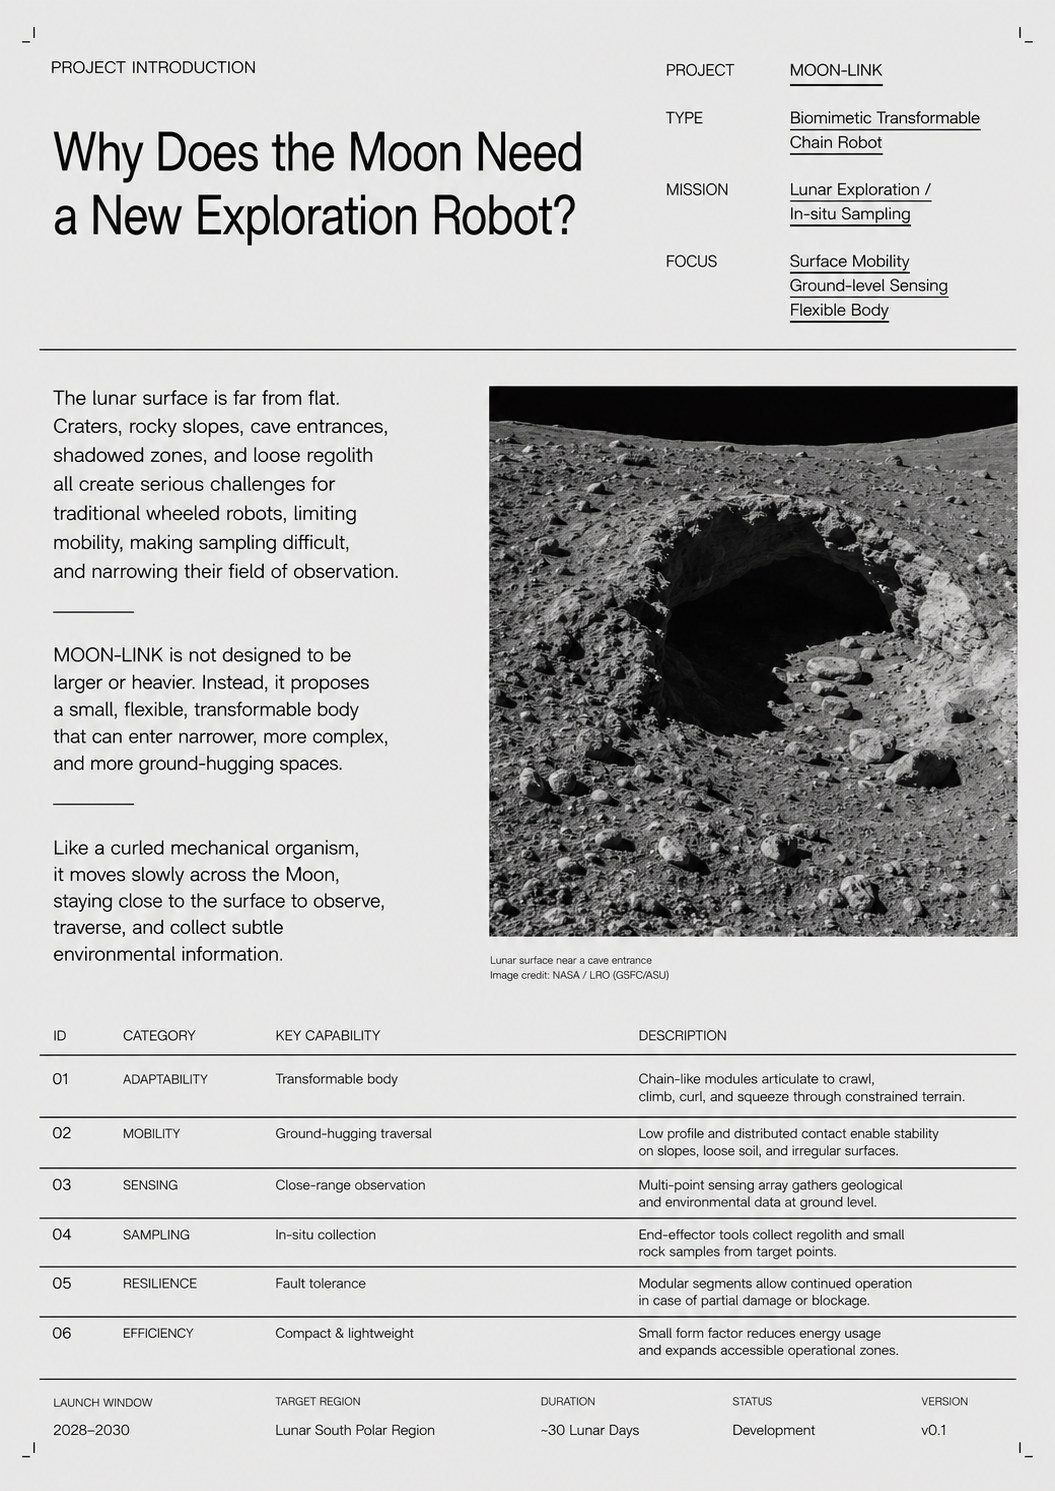 PROJECT INTRODUCTION
Why Does the Moon Need
a New Exploration Robot?
PROJECT
MOON-LINK
TYPE
Biomimetic Transformable
Chain Robot
MISSION
Lunar Exploration /
In-situ Sampling
FOCUS
Surface Mobility
Ground-level Sensing
Flexible Body
The lunar surface is far from flat.
Craters, rocky slopes, cave entrances,
shadowed zones, and loose regolith
all create serious challenges for
traditional wheeled robots, limiting
mobility, making sampling difficult,
and narrowing their field of observation.
MOON-LINK is not designed to be
larger or heavier. Instead, it proposes
a small, flexible, transformable body
that can enter narrower, more complex,
and more ground-hugging spaces.
Like a curled mechanical organism,
it moves slowly across the Moon,
staying close to the surface to observe,
traverse, and collect subtle
environmental information.
Lunar surface near a cave entrance
Image credit: NASA / LRO (GSFC/ASU)
ID CATEGORY KEY CAPABILITY DESCRIPTION
01 ADAPTABILITY Transformable body Chain-like modules articulate to crawl,
climb, curl, and squeeze through constrained terrain.
02 MOBILITY Ground-hugging traversal Low profile and distributed contact enable stability
on slopes, loose soil, and irregular surfaces.
03 SENSING Close-range observation Multi-point sensing array gathers geological
and environmental data at ground level.
04 SAMPLING In-situ collection End-effector tools collect regolith and small
rock samples from target points.
05 RESILIENCE Fault tolerance Modular segments allow continued operation
in case of partial damage or blockage.
06 EFFICIENCY Compact & lightweight Small form factor reduces energy usage
and expands accessible operational zones.
LAUNCH WINDOW TARGET REGION DURATION STATUS VERSION
2028–2030 Lunar South Polar Region ~30 Lunar Days Development v0.1